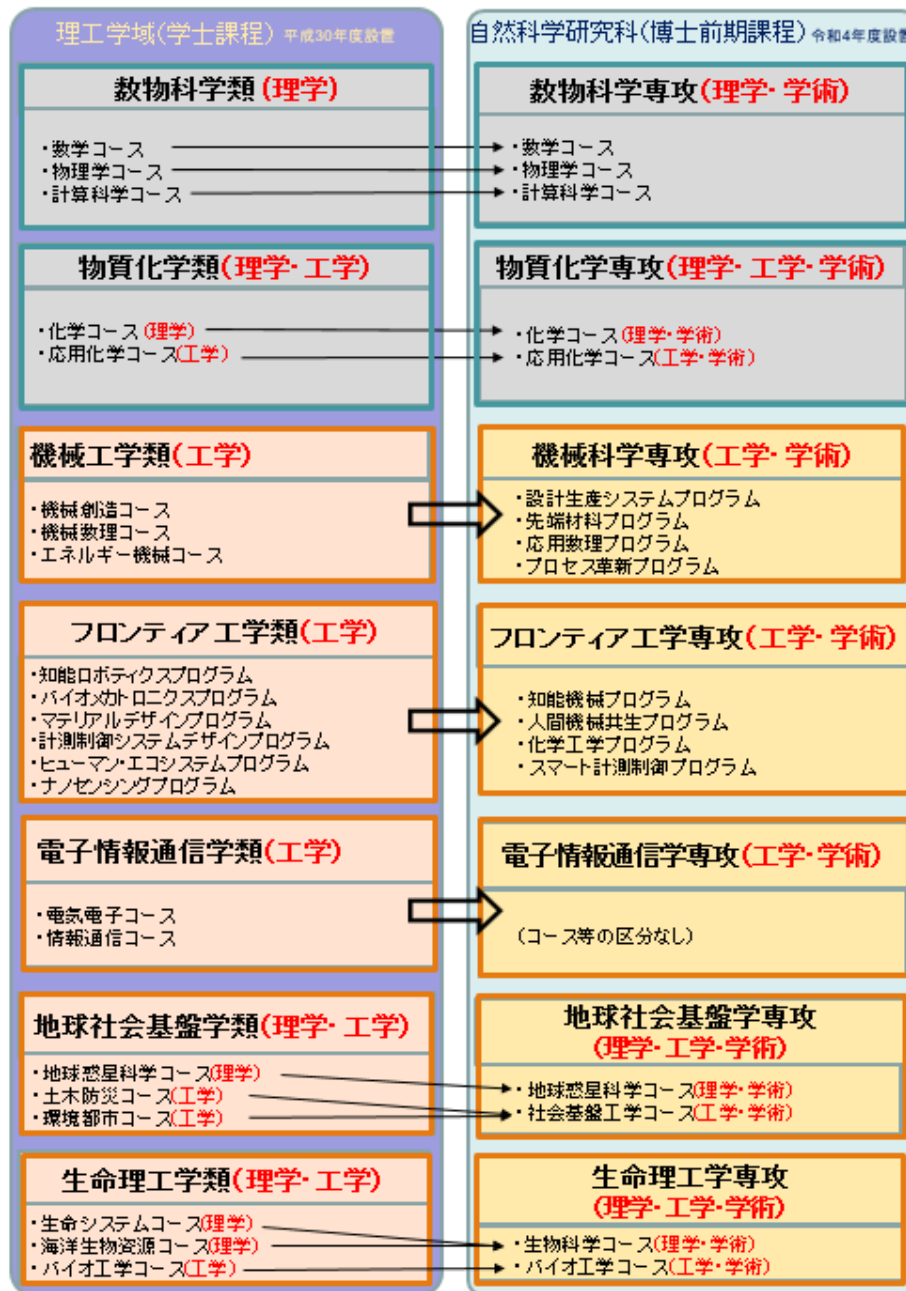 理工学域(学士課程) 平成30年度設置
数物科学類(理学)
・数学コース
・物理学コース
・計算科学コース
物質化学類(理学・工学)
・化学コース(理学)
・応用化学コース(工学)
機械工学類(工学)
・機械創造コース
・機械数理コース
・エネルギー機械コース
フロンティア工学類(工学)
・知能ロボティクスプログラム
・バイオメカトロニクスプログラム
・マテリアルデザインプログラム
・計測制御システムデザインプログラム
・ヒューマン・エコシステムプログラム
・ナノセンシングプログラム
電子情報通信学類(工学)
・電気電子コース
・情報通信コース
地球社会基盤学類(理学・工学)
・地球惑星科学コース(理学)
・土木防災コース(工学)
・環境都市コース(工学)
生命理工学類(理学・工学)
・生命システムコース(理学)
・海洋生物資源コース(理学)
・バイオ工学コース(工学)
自然科学研究科(博士前期課程) 令和4年度設置
数物科学専攻(理学・学術)
・数学コース
・物理学コース
・計算科学コース
物質化学専攻(理学・工学・学術)
・化学コース(理学・学術)
・応用化学コース(工学・学術)
機械科学専攻(工学・学術)
・設計生産システムプログラム
・先端材料プログラム
・応用数理プログラム
・プロセス革新プログラム
フロンティア工学専攻(工学・学術)
・知能機械プログラム
・人間機械共生プログラム
・化学工学プログラム
・スマート計測制御プログラム
電子情報通信学専攻(工学・学術)
(コース等の区分なし)
地球社会基盤学専攻
(理学・工学・学術)
・地球惑星科学コース(理学・学術)
・社会基盤工学コース(工学・学術)
生命理工学専攻
(理学・工学・学術)
・生物科学コース(理学・学術)
・バイオ工学コース(工学・学術)